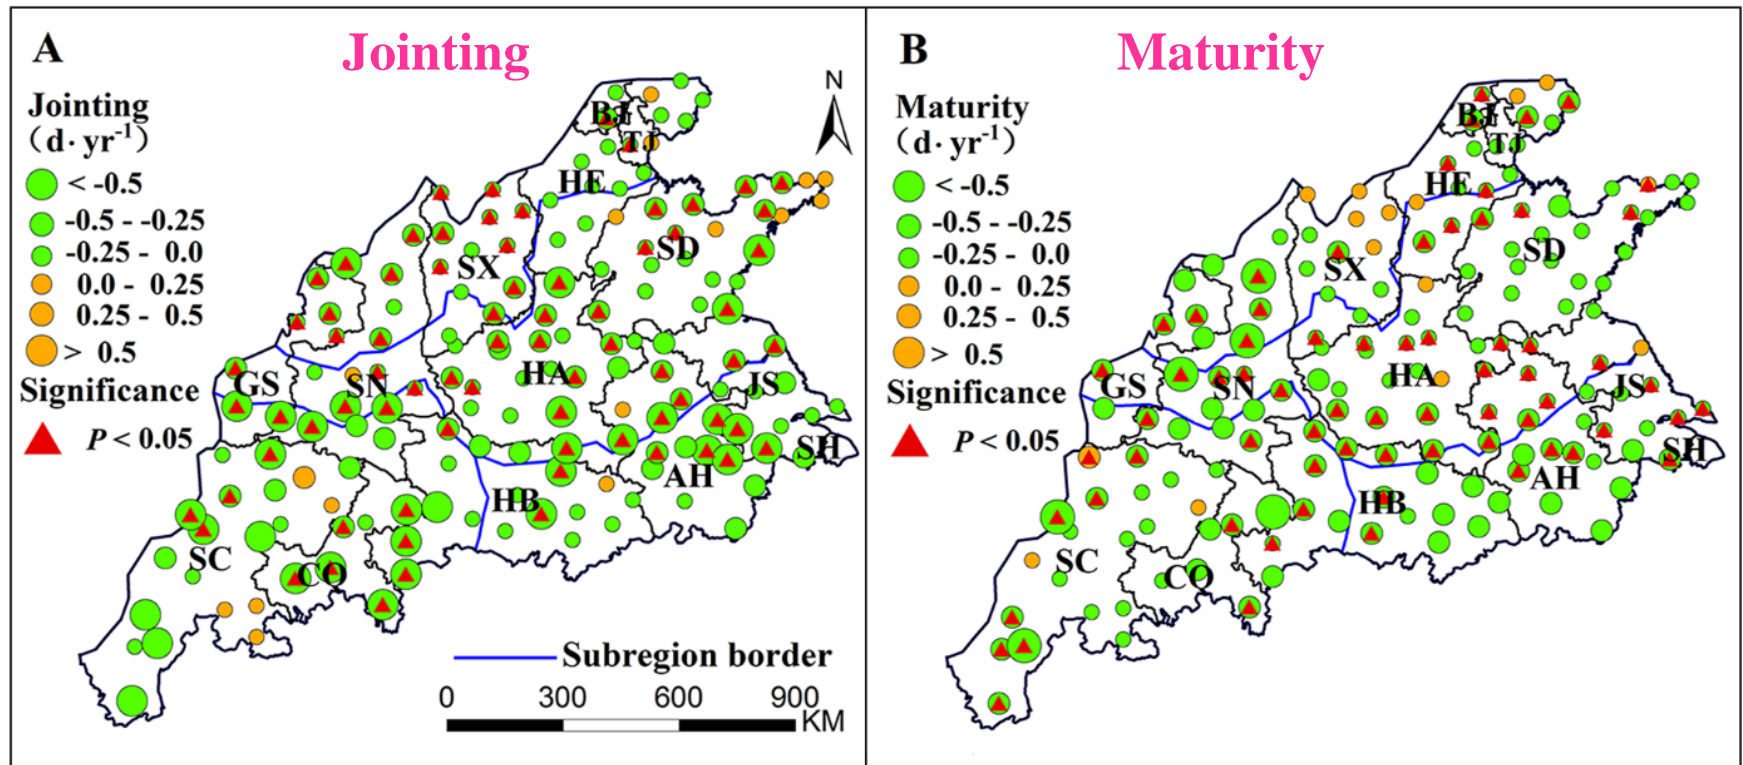 A
Jointing
N
Jointing
(d· yr-1)
< -0.5
-0.5 - -0.25
-0.25 - 0.0
0.0 - 0.25
0.25 - 0.5
> 0.5
Significance
P < 0.05
BJ
TJ
HE
SX
SD
GS
SN
HA
JS
SH
AH
HB
SC
CQ
Subregion border
0 300 600 900
KM
B
Maturity
Maturity
(d· yr-1)
< -0.5
-0.5 - -0.25
-0.25 - 0.0
0.0 - 0.25
0.25 - 0.5
> 0.5
Significance
P < 0.05
BJ
TJ
HE
SX
SD
GS
SN
HA
JS
SH
AH
HB
SC
CQ